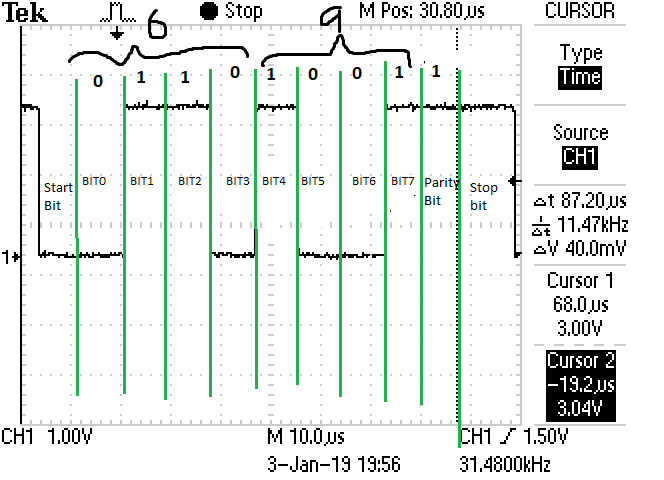 Tek Stop M Pos: 30.80µs CURSOR
6 9
0 1 1 0 1 0 0 1 1
Type
Time
Source
CH1
Start
Bit
BIT0 BIT1 BIT2 BIT3 BIT4 BIT5 BIT6 BIT7
Parity
Bit
Stop
bit
Δt 87.20µs
1/Δt 11.47kHz
ΔV 40.0mV
1
Cursor 1
68.0µs
3.00V
Cursor 2
-19.2µs
3.04V
CH1 1.00V M 10.0µs CH1 1.50V
3-Jan-19 19:56 31.4800kHz